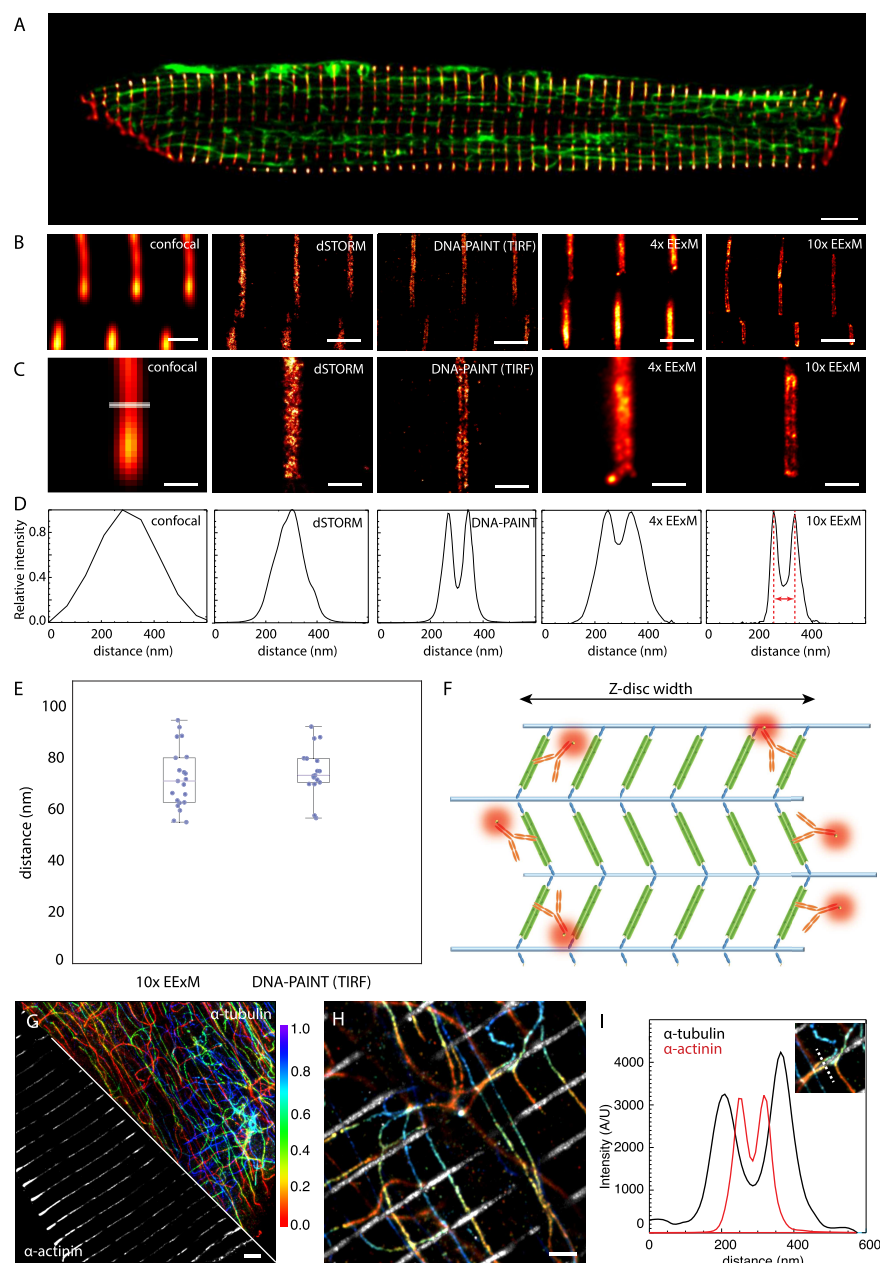 A
B
confocal
dSTORM
DNA-PAINT (TIRF)
4x EExM
10x EExM
C
confocal
dSTORM
DNA-PAINT (TIRF)
4x EExM
10x EExM
D
confocal
dSTORM
DNA-PAINT
4x EExM
10x EExM
Relative intensity
0.8
0.4
0.0
0 200 400
0 200 400
0 200 400
0 200 400
0 200 400
distance (nm)
distance (nm)
distance (nm)
distance (nm)
distance (nm)
E
distance (nm)
100
80
60
40
20
0
10x EExM
DNA-PAINT (TIRF)
F
Z-disc width
G
α-tubulin
α-actinin
1.0
0.8
0.6
0.4
0.2
0.0
H
I
α-tubulin
α-actinin
Intensity (A/U)
4000
3000
2000
1000
0
0 200 400 600
distance (nm)